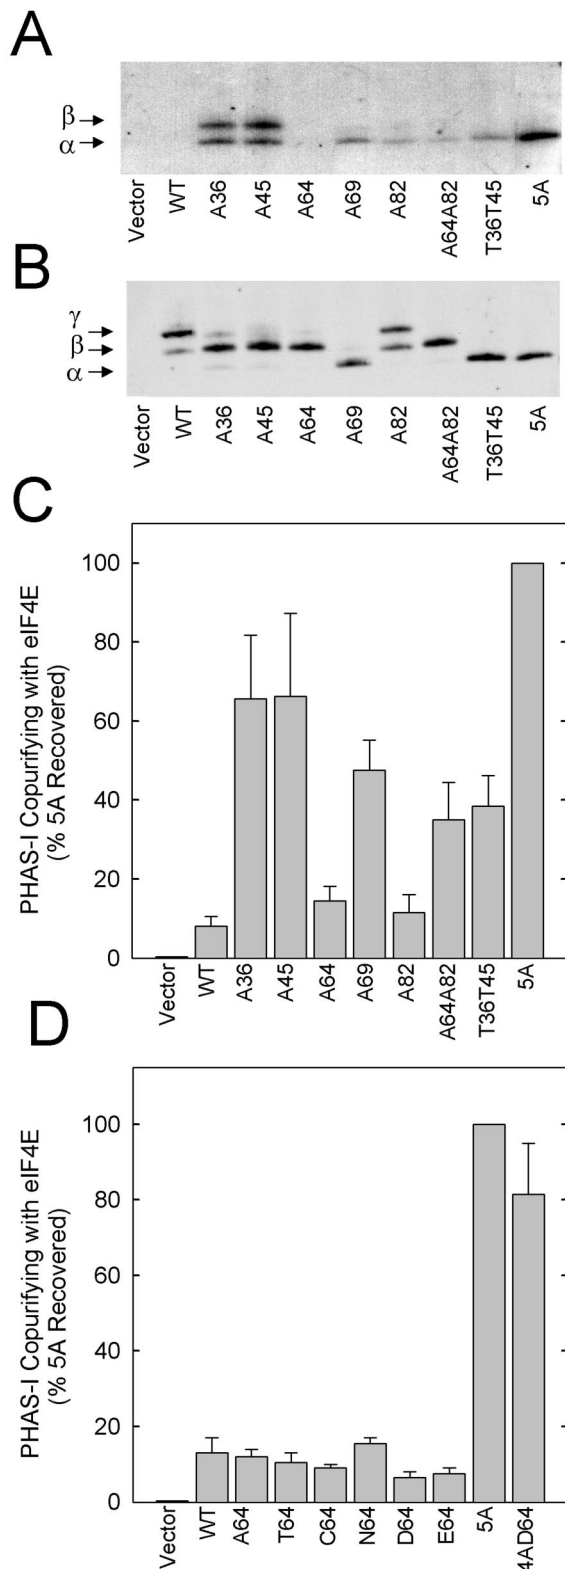 A
β
α
Vector WT A36 A45 A64 A69 A82 A64A82 T36T45 5A
B
γ
β
α
Vector WT A36 A45 A64 A69 A82 A64A82 T36T45 5A
C
PHAS-I Copurifying with eIF4E
(% 5A Recovered)
100
80
60
40
20
0
Vector WT A36 A45 A64 A69 A82 A64A82 T36T45 5A
D
PHAS-I Copurifying with eIF4E
(% 5A Recovered)
100
80
60
40
20
0
Vector WT A64 T64 C64 N64 D64 E64 5A 4AD64